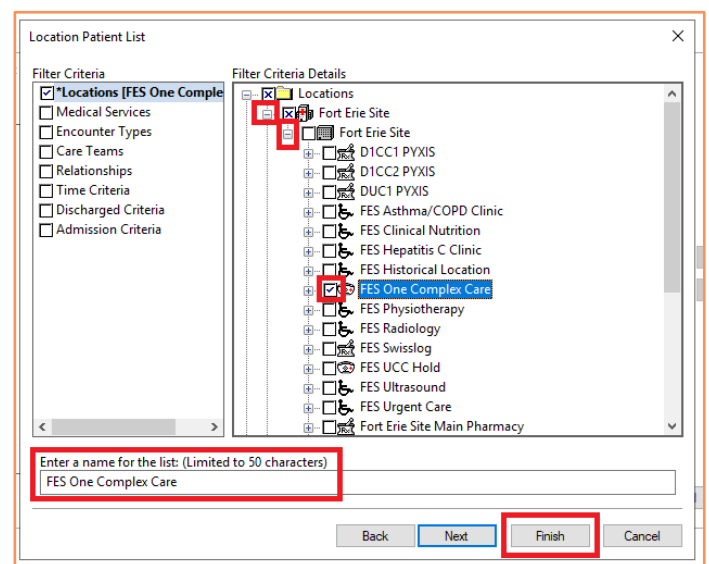 Location Patient List
Filter Criteria
*Locations [FES One Comple
Medical Services
Encounter Types
Care Teams
Relationships
Time Criteria
Discharged Criteria
Admission Criteria
Filter Criteria Details
Locations
Fort Erie Site
Fort Erie Site
D1CC1 PYXIS
D1CC2 PYXIS
DUC1 PYXIS
FES Asthma/COPD Clinic
FES Clinical Nutrition
FES Hepatitis C Clinic
FES Historical Location
FES One Complex Care
FES Physiotherapy
FES Radiology
FES Swisslog
FES UCC Hold
FES Ultrasound
FES Urgent Care
Fort Erie Site Main Pharmacy
Enter a name for the list: (Limited to 50 characters)
FES One Complex Care
Back Next Finish Cancel